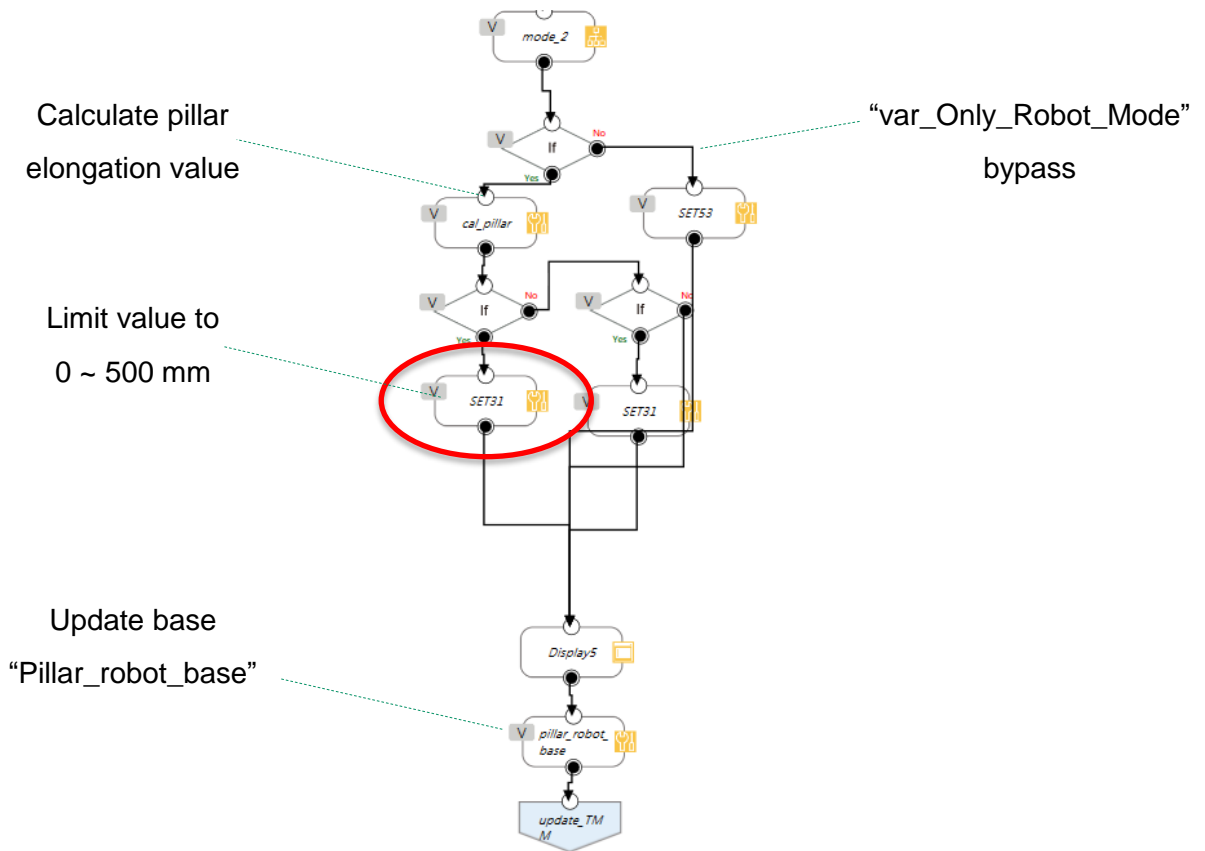 V
mode_2
Calculate pillar
elongation value
“var_Only_Robot_Mode”
bypass
V
If
No
Yes
V
cal_pillar
V
SET53
Limit value to
0 ~ 500 mm
V
If
No
Yes
V
If
No
Yes
V
SET31
V
SET31
Update base
“Pillar_robot_base”
Display5
V
pillar_robot_
base
update_TM
M